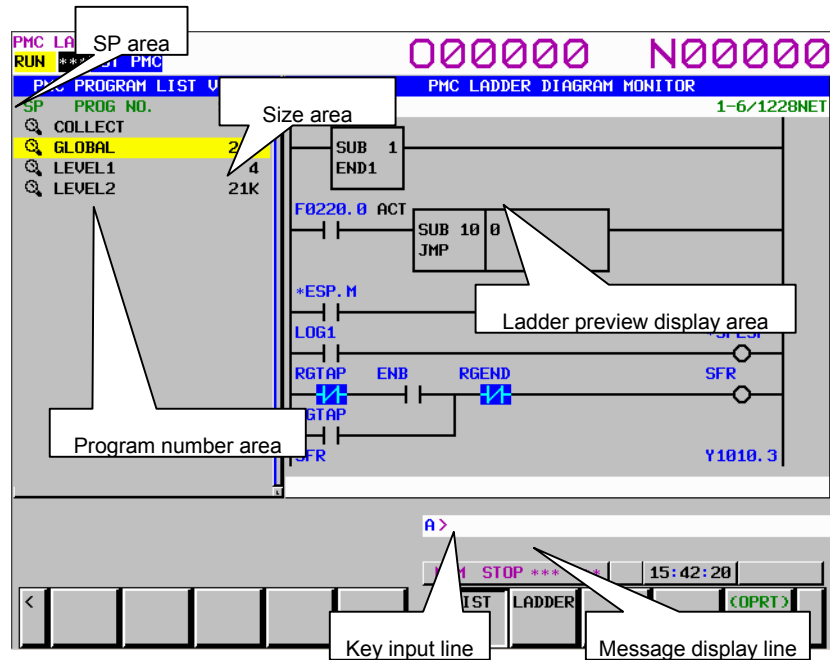 PMC LA
SP area
RUN *** PMC
O00000 N00000
PMC PROGRAM LIST
PMC LADDER DIAGRAM MONITOR
SP PROG NO.
1-6/1228NET
Size area
COLLECT
GLOBAL 2
LEVEL1 4
LEVEL2 21K
SUB 1
END1
F0220.0 ACT
SUB 10 0
JMP
*ESP.M
Ladder preview display area
LOG1
RGTAP ENB RGEND SFR
GTAP
Program number area
SFR Y1010.3
A>
M STOP *** 15:42:20
< IST LADDER (OPRT)
Key input line
Message display line